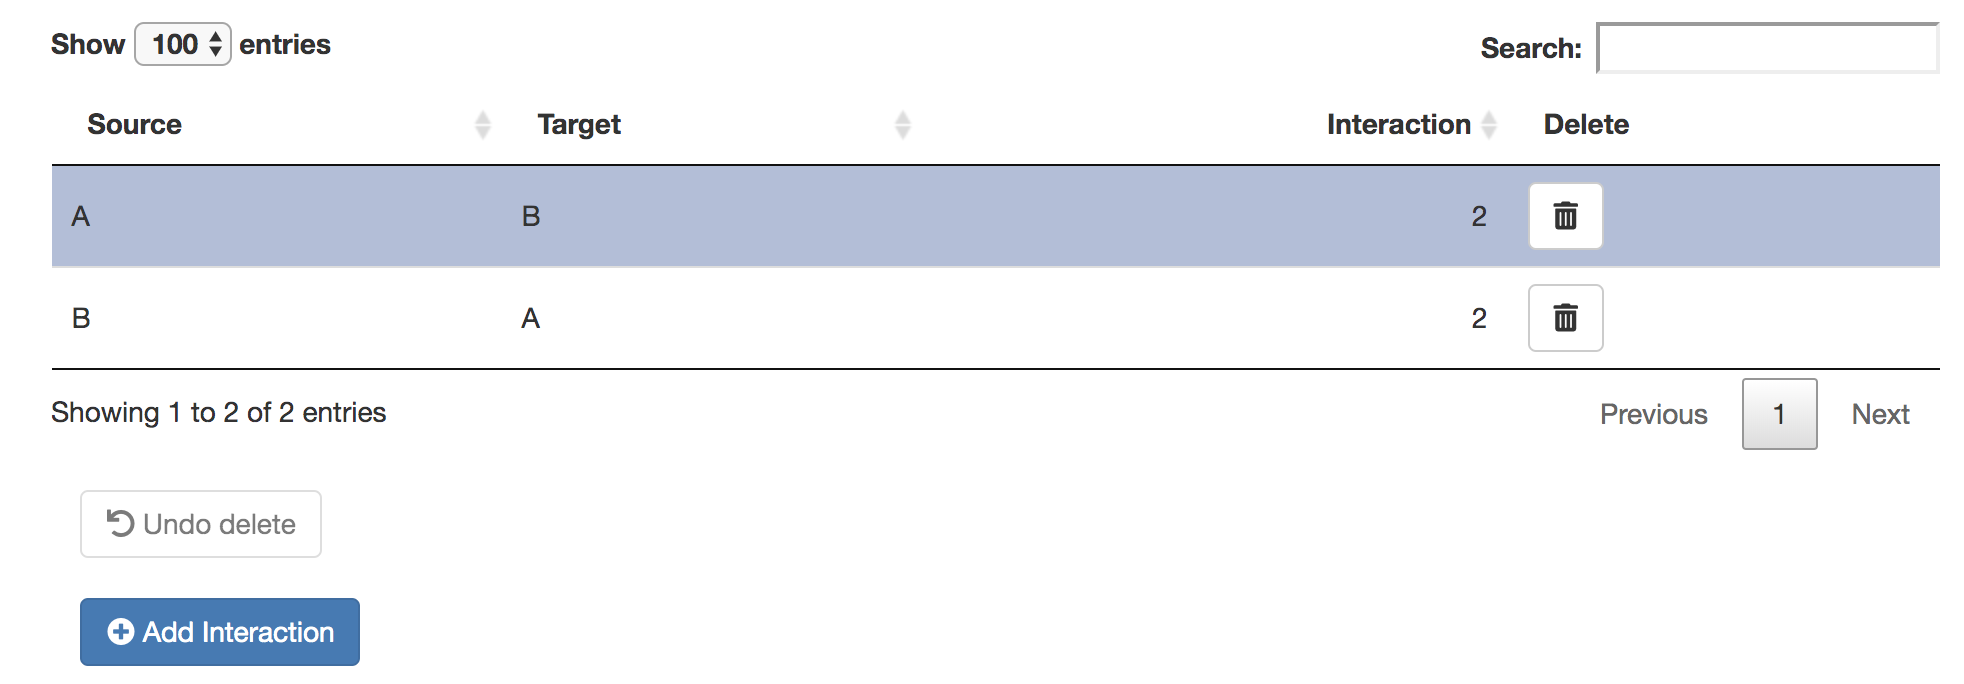 Show 100 entries Search:
Source Target Interaction Delete
A B 2
B A 2
Showing 1 to 2 of 2 entries Previous 1 Next
Undo delete
Add Interaction